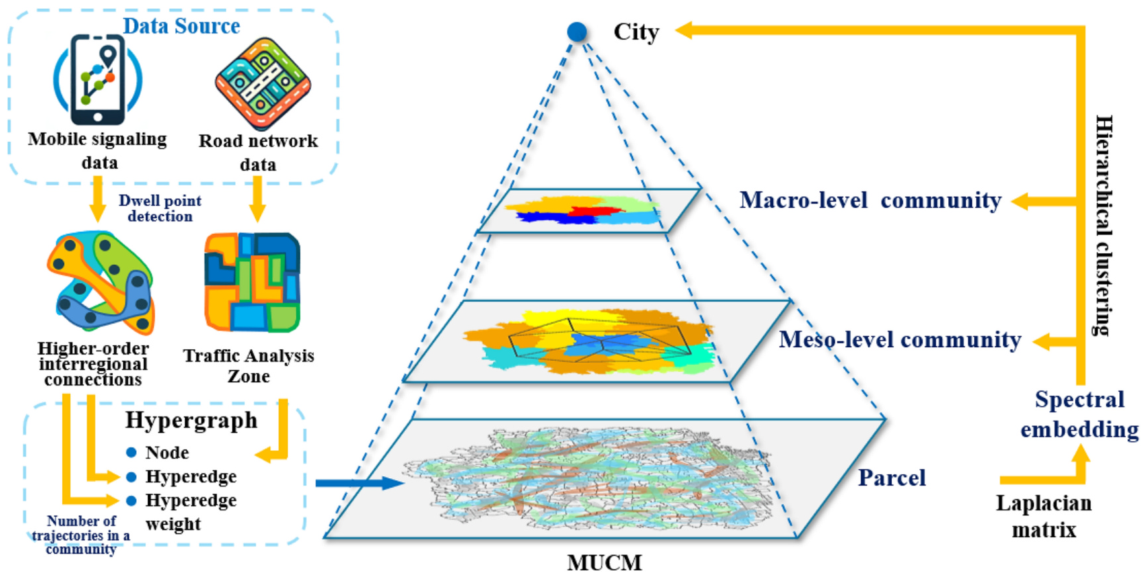 Data Source
Mobile signaling
data
Road network
data
Dwell point
detection
Higher-order
interregional
connections
Traffic Analysis
Zone
Hypergraph
Node
Hyperedge
Hyperedge
weight
Number of
trajectories in a
community
City
Macro-level community
Meso-level community
Parcel
MUCM
Hierarchical clustering
Spectral
embedding
Laplacian
matrix